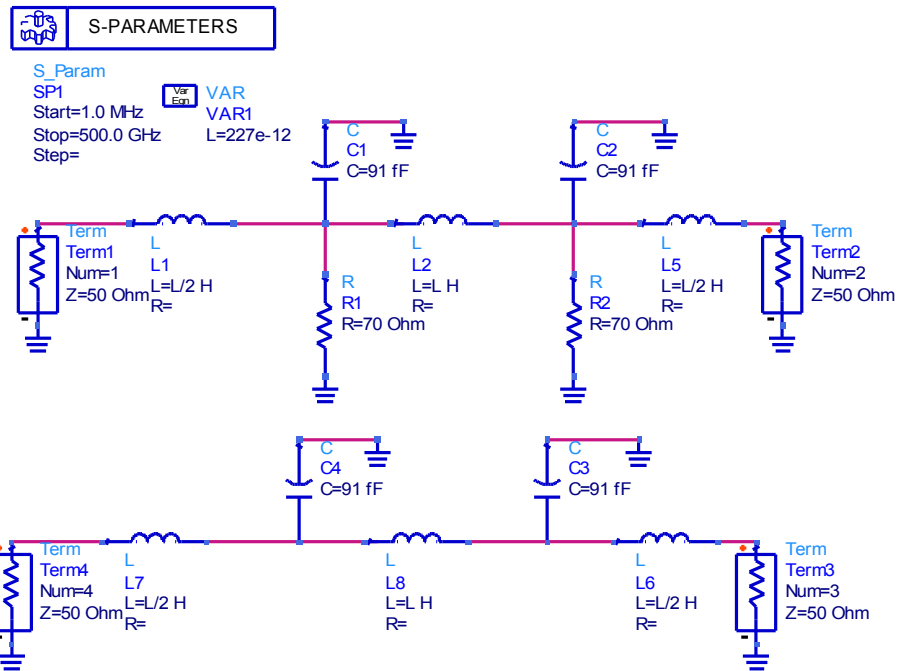 S-PARAMETERS
S_Param
SP1
Start=1.0 MHz
Stop=500.0 GHz
Step=
Var
Eqn
VAR
VAR1
L=227e-12
C
C1
C=91 fF
C
C2
C=91 fF
Term
Term1
Num=1
Z=50 Ohm
L
L1
L=L/2 H
R=
L
L2
L=L H
R=
L
L5
L=L/2 H
R=
Term
Term2
Num=2
Z=50 Ohm
R
R1
R=70 Ohm
R
R2
R=70 Ohm
C
C4
C=91 fF
C
C3
C=91 fF
Term
Term4
Num=4
Z=50 Ohm
L
L7
L=L/2 H
R=
L
L8
L=L H
R=
L
L6
L=L/2 H
R=
Term
Term3
Num=3
Z=50 Ohm